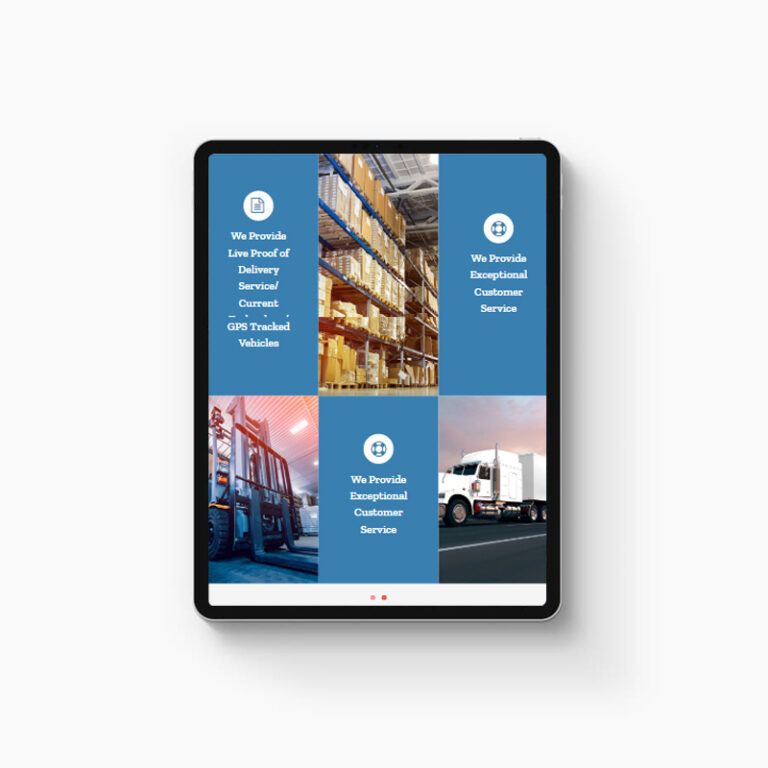 We Provide
Live Proof of
Delivery
Service/
Current
GPS Tracked
Vehicles
We Provide
Exceptional
Customer
Service
We Provide
Exceptional
Customer
Service